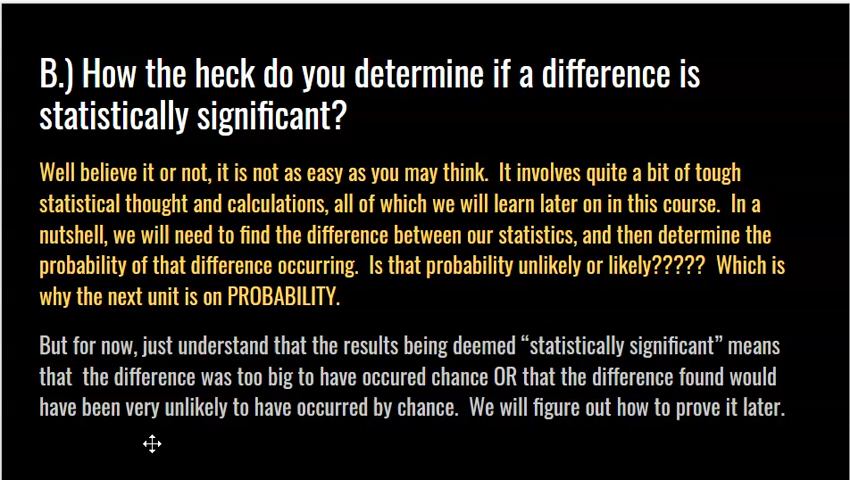 B.) How the heck do you determine if a difference is
statistically significant?
Well believe it or not, it is not as easy as you may think.  It involves quite a bit of tough
statistical thought and calculations, all of which we will learn later on in this course.  In a
nutshell, we will need to find the difference between our statistics, and then determine the
probability of that difference occurring.  Is that probability unlikely or likely?????  Which is
why the next unit is on PROBABILITY.
But for now, just understand that the results being deemed “statistically significant” means
that  the difference was too big to have occured chance OR that the difference found would
have been very unlikely to have occurred by chance.  We will figure out how to prove it later.